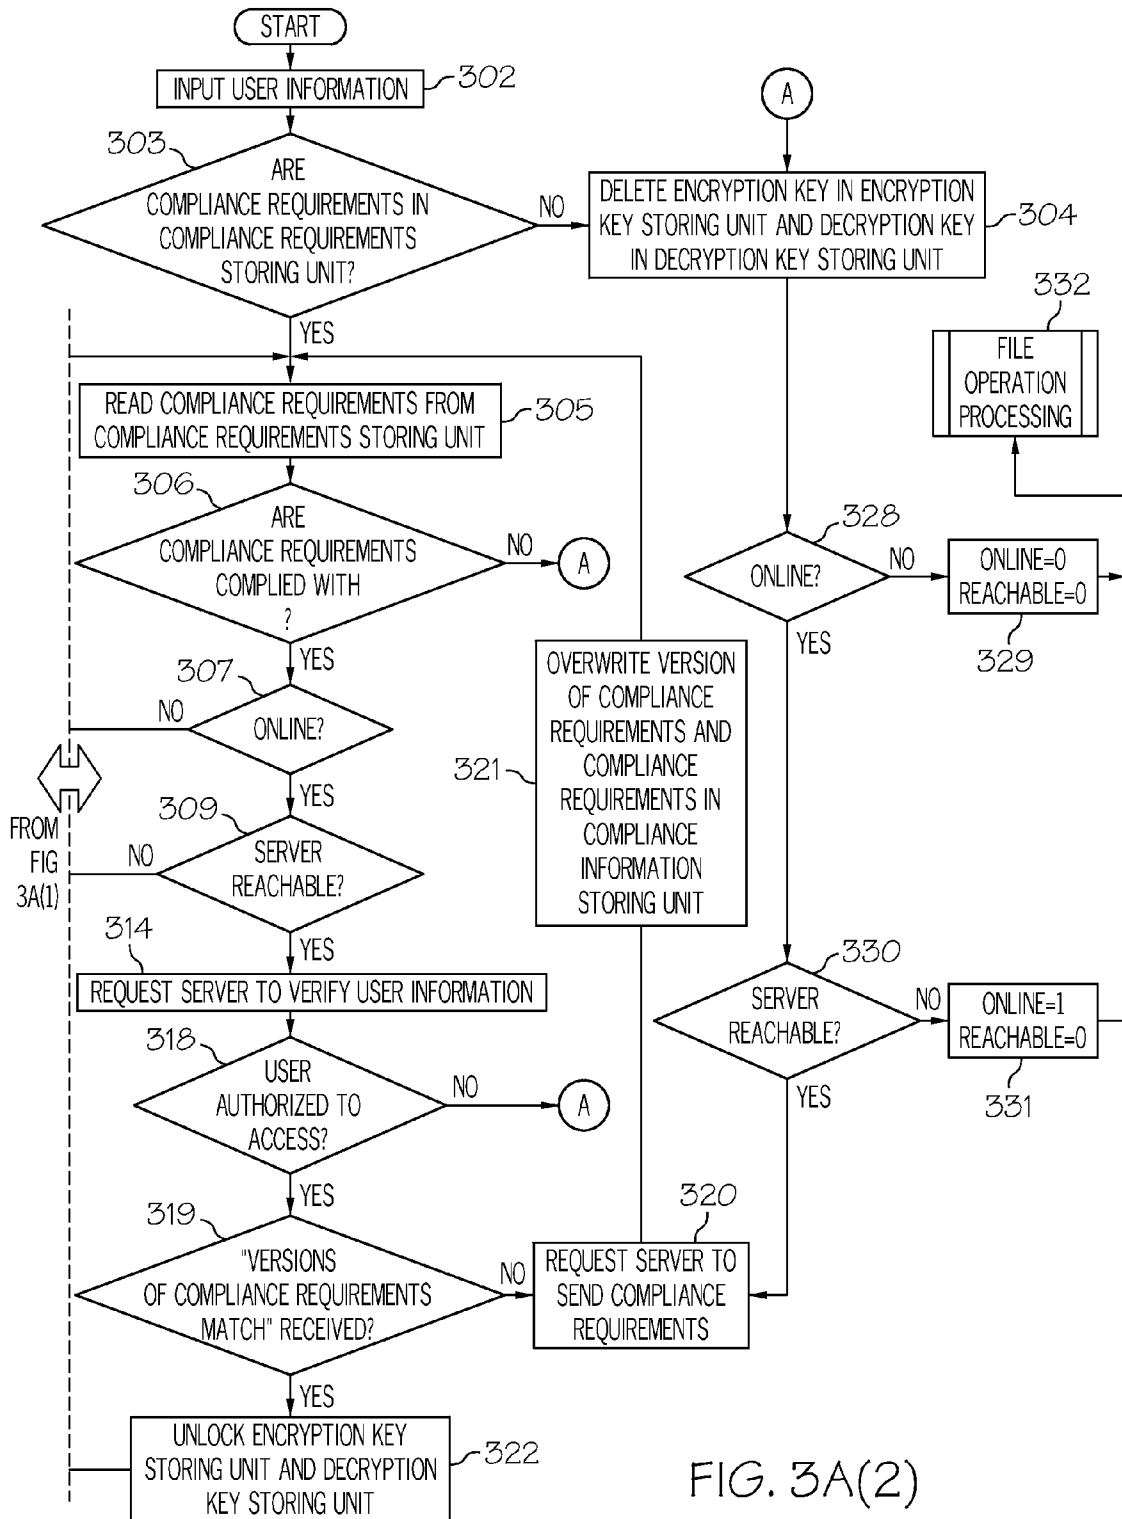 START
INPUT USER INFORMATION
302
303
ARE
COMPLIANCE REQUIREMENTS IN
COMPLIANCE REQUIREMENTS
STORING UNIT?
NO
YES
A
DELETE ENCRYPTION KEY IN ENCRYPTION
KEY STORING UNIT AND DECRYPTION KEY
IN DECRYPTION KEY STORING UNIT
304
332
FILE
OPERATION
PROCESSING
READ COMPLIANCE REQUIREMENTS FROM
COMPLIANCE REQUIREMENTS STORING UNIT
305
306
ARE
COMPLIANCE REQUIREMENTS
COMPLIED WITH
?
NO
A
YES
328
ONLINE?
NO
YES
ONLINE=0
REACHABLE=0
329
307
ONLINE?
NO
YES
OVERWRITE VERSION
OF COMPLIANCE
REQUIREMENTS AND
COMPLIANCE
REQUIREMENTS IN
COMPLIANCE
INFORMATION
STORING UNIT
321
FROM
FIG
3A(1)
309
SERVER
REACHABLE?
NO
YES
314
REQUEST SERVER TO VERIFY USER INFORMATION
330
SERVER
REACHABLE?
NO
YES
ONLINE=1
REACHABLE=0
331
318
USER
AUTHORIZED TO
ACCESS?
NO
A
YES
319
"VERSIONS
OF COMPLIANCE REQUIREMENTS
MATCH" RECEIVED?
NO
YES
320
REQUEST SERVER TO
SEND COMPLIANCE
REQUIREMENTS
UNLOCK ENCRYPTION KEY
STORING UNIT AND DECRYPTION
KEY STORING UNIT
322
FIG. 3A(2)